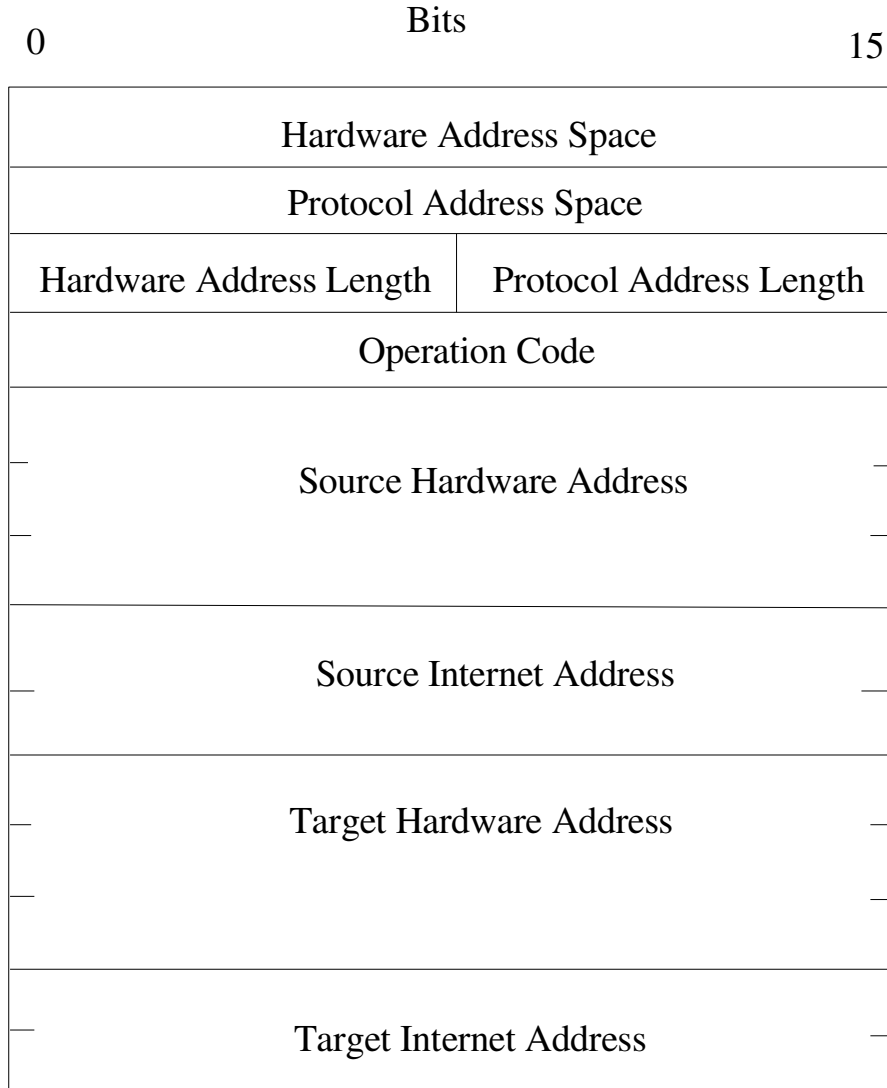 Bits
0 15
Hardware Address Space
Protocol Address Space
Hardware Address Length Protocol Address Length
Operation Code
Source Hardware Address
Source Internet Address
Target Hardware Address
Target Internet Address